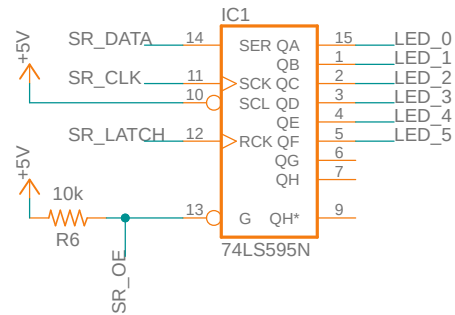 IC1
+5V
SR_DATA 14 SER QA 15 LED_0
QB 1 LED_1
SR_CLK 11 SCK QC 2 LED_2
10 SCL QD 3 LED_3
QE 4 LED_4
SR_LATCH 12 RCK QF 5 LED_5
QG 6
QH 7
+5V
10k
13 G QH* 9
R6
74LS595N
SR_OE